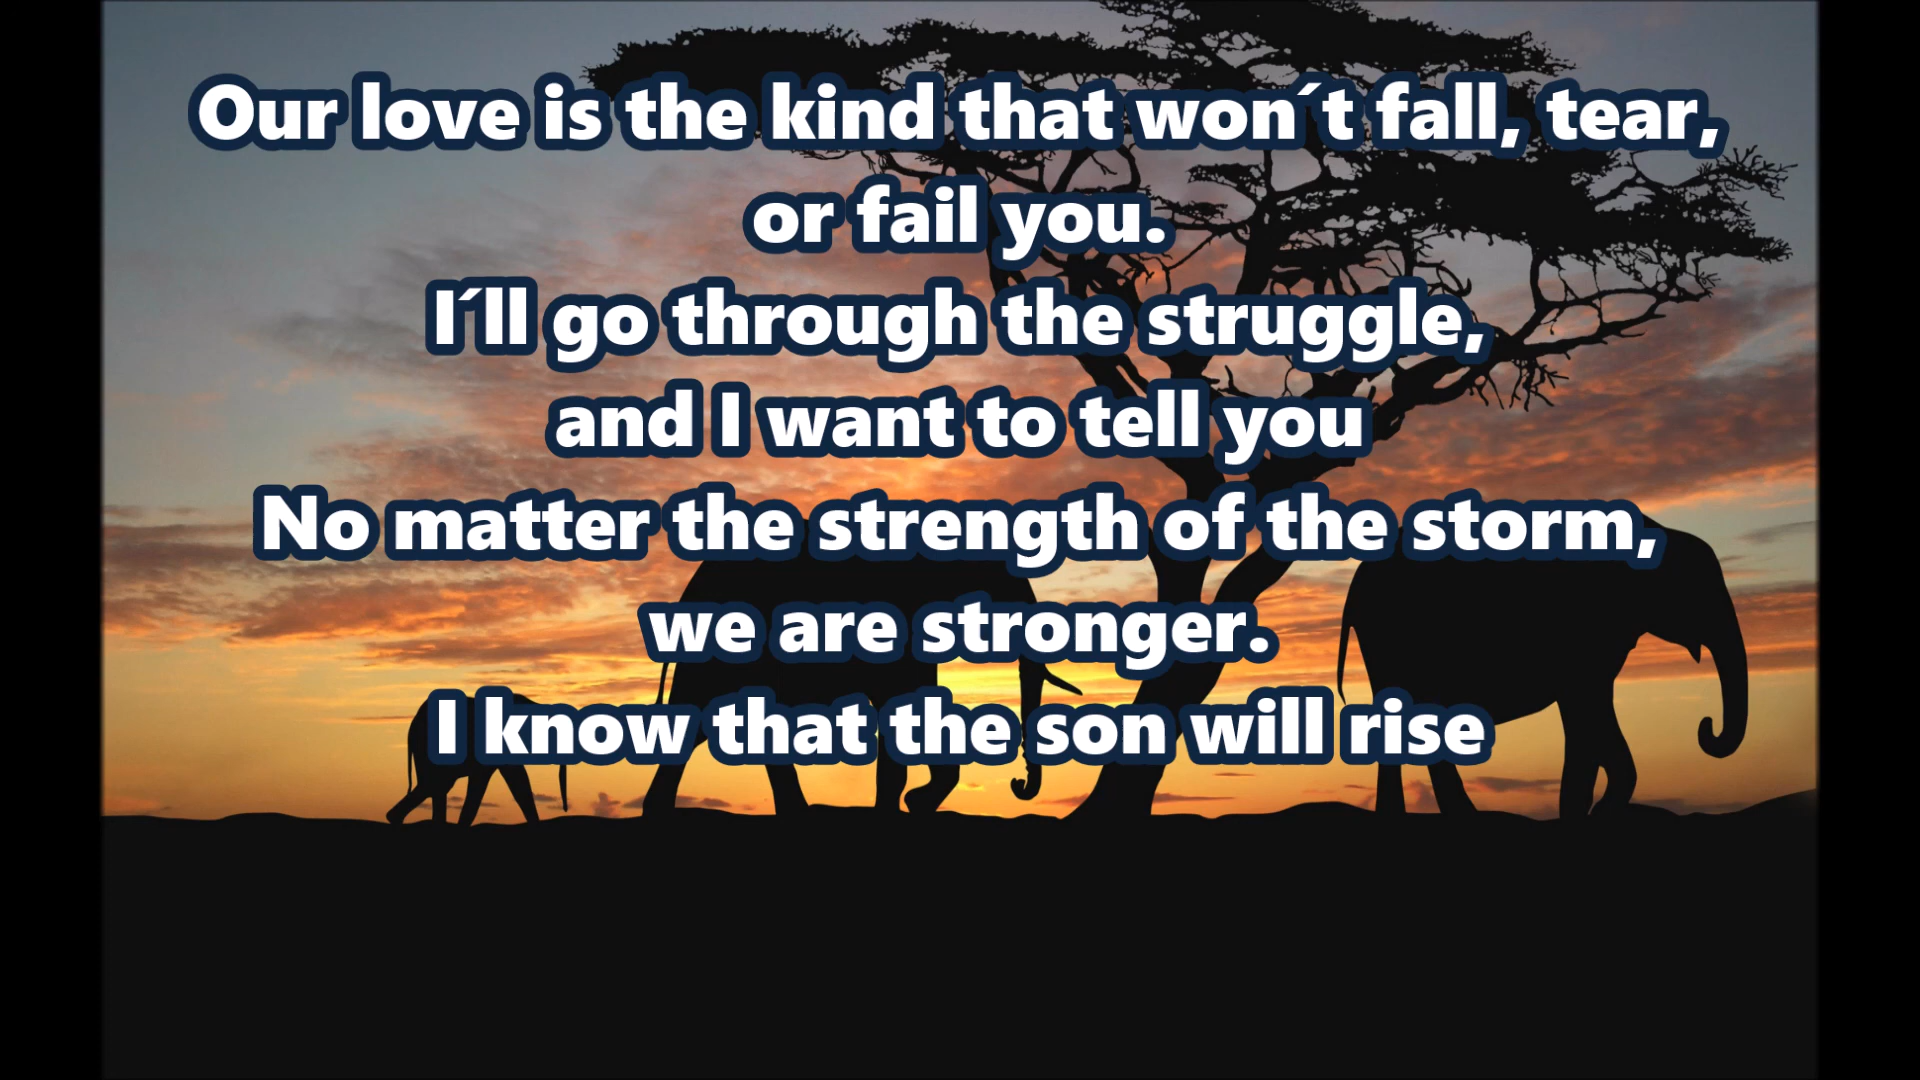 Our love is the kind that won´t fall, tear,
or fail you.
I´ll go through the struggle,
and I want to tell you
No matter the strength of the storm,
we are stronger.
I know that the son will rise